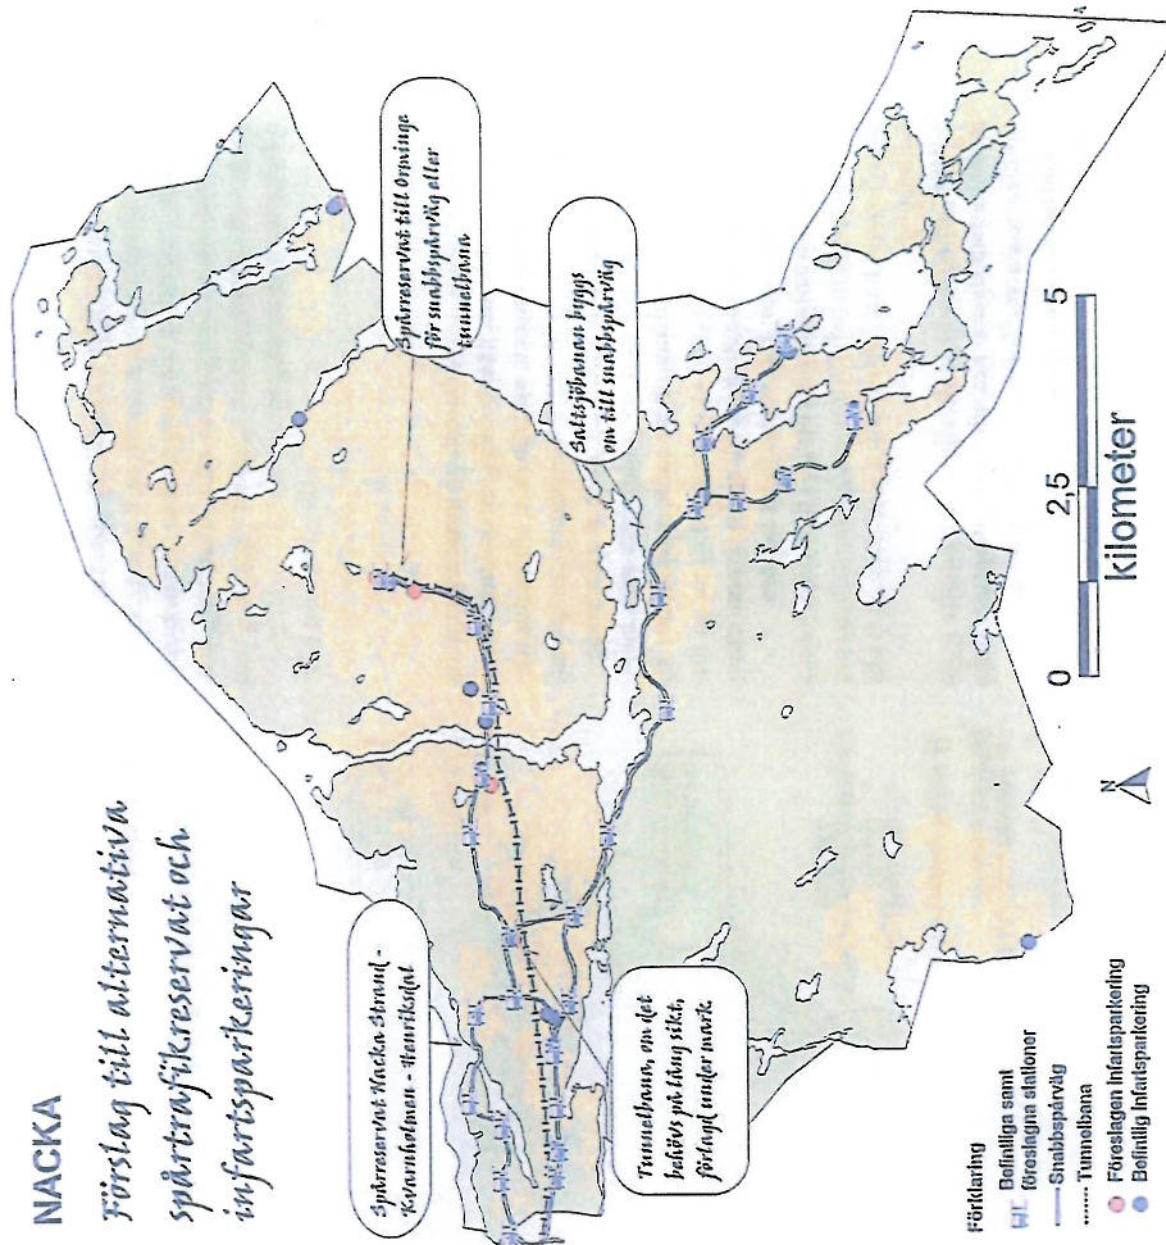 NACKA
Förslag till alternativa
spårtrafikreservat och
infartsparkeringar
Spårreservat Nacka Strand -
Kvarnholmen - Henriksdal
Spårreservat till Orminge
för snabbspårväg eller
tunnelbana
Saltsjöbanan byggs
om till snabbspårväg
Tunnelbana, om det
behövs på lång sikt,
förlagd under mark.
Förklaring
Befintliga samt
föreslagna stationer
Snabbspårväg
Tunnelbana
Föreslagen Infartsparkering
Befintlig Infartsparkering
N
0
2,5
5
kilometer